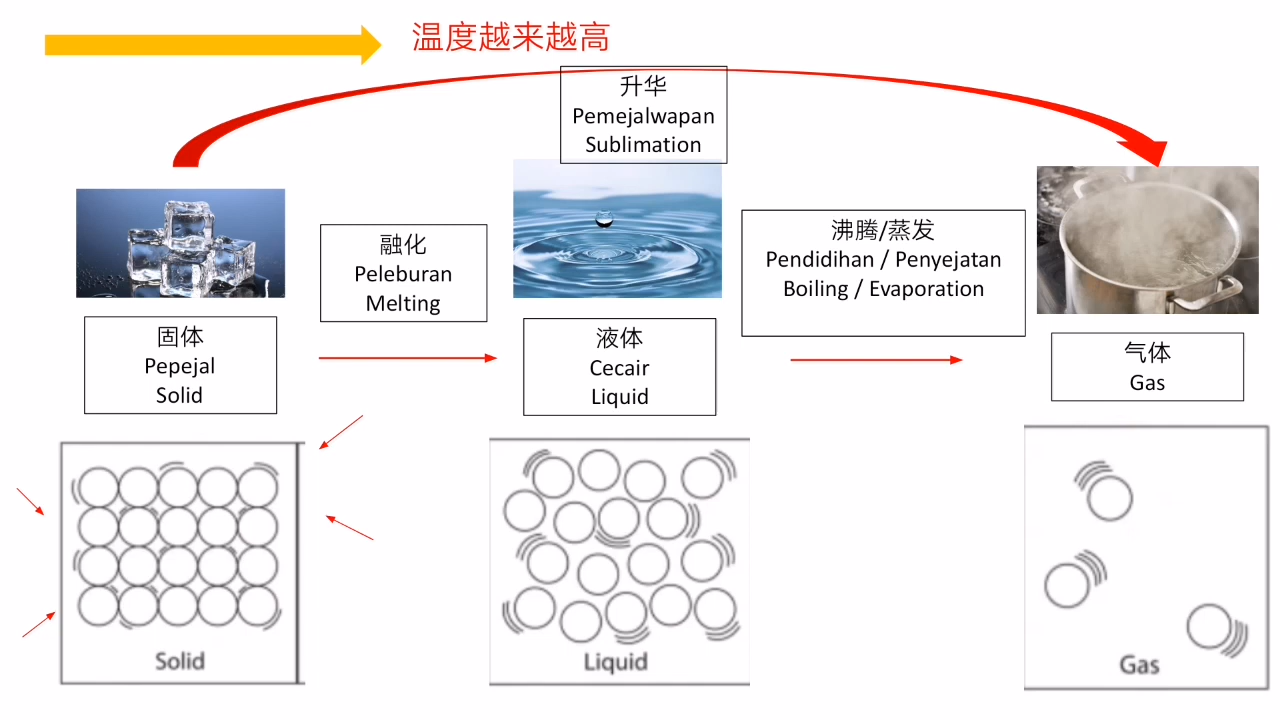 温度越来越高
升华
Pemejalwapan
Sublimation
融化
Peleburan
Melting
沸腾/蒸发
Pendidihan / Penyejatan
Boiling / Evaporation
固体
Pepejal
Solid
液体
Cecair
Liquid
气体
Gas
Solid
Liquid
Gas